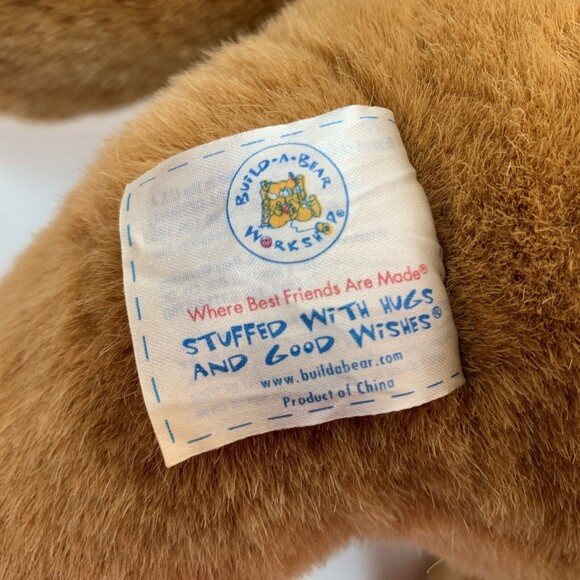 BUILD-A-BEAR
WORKSHOP®
Where Best Friends Are Made®
STUFFED WITH HUGS
AND GOOD WISHES®
www.buildabear.com
Product of China